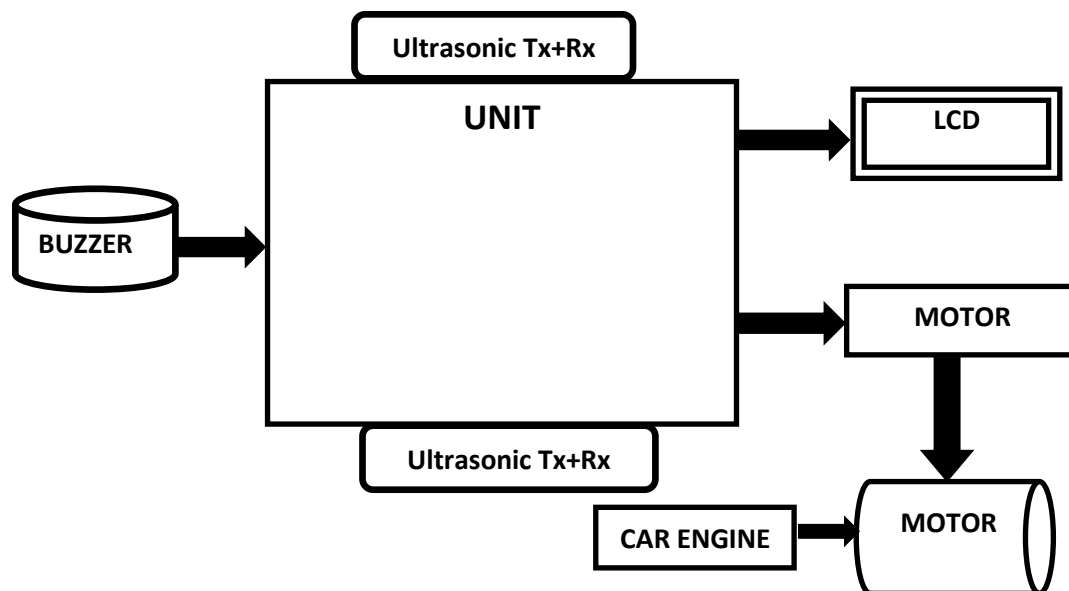 Ultrasonic Tx+Rx
UNIT
LCD
BUZZER
MOTOR
Ultrasonic Tx+Rx
MOTOR
CAR ENGINE